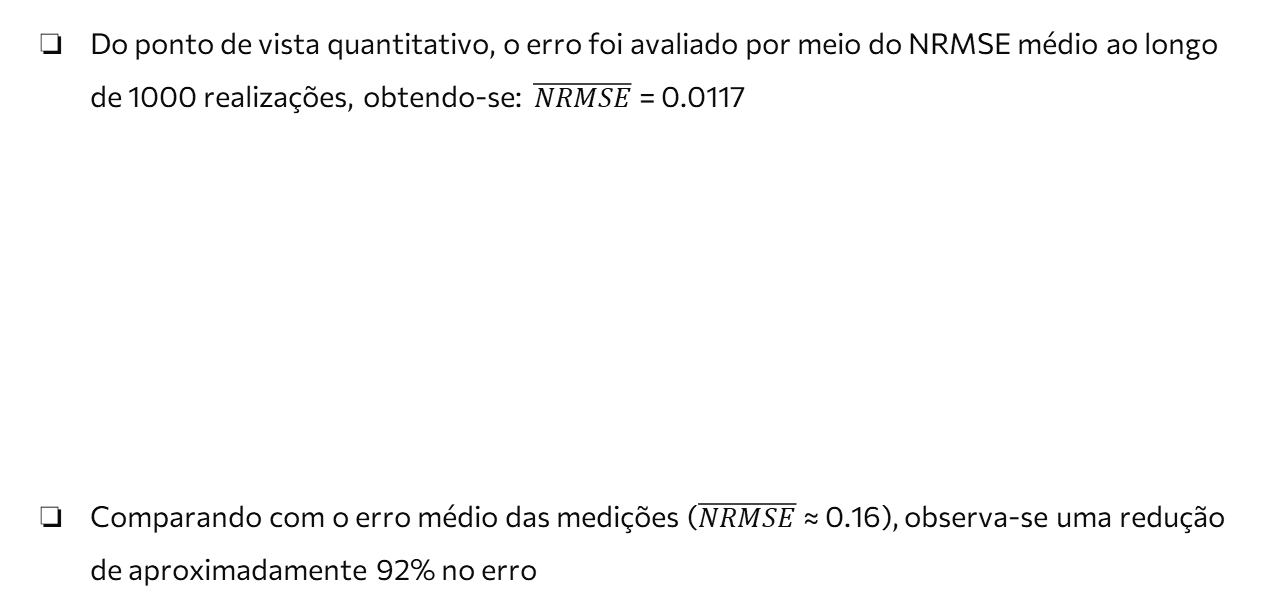 ❏ Do ponto de vista quantitativo, o erro foi avaliado por meio do NRMSE médio ao longo
de 1000 realizações, obtendo-se: $\overline{NRMSE}$ = 0.0117
❏ Comparando com o erro médio das medições ($\overline{NRMSE}$ ≈ 0.16), observa-se uma redução
de aproximadamente 92% no erro